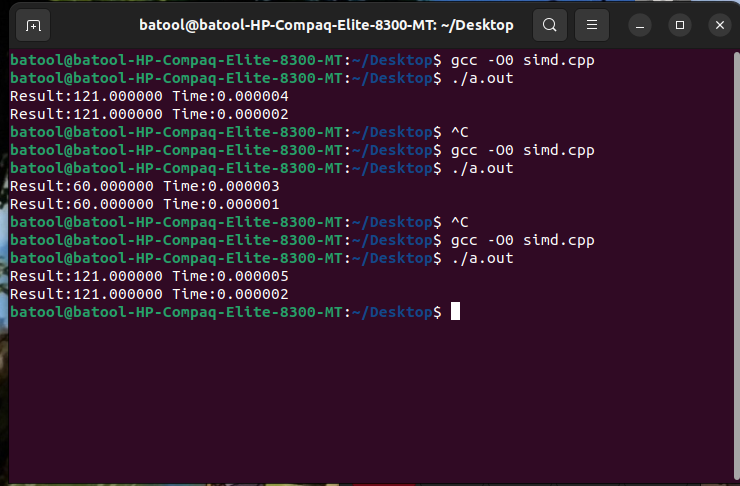 batool@batool-HP-Compaq-Elite-8300-MT: ~/Desktop
batool@batool-HP-Compaq-Elite-8300-MT:~/Desktop$ gcc -O0 simd.cpp
batool@batool-HP-Compaq-Elite-8300-MT:~/Desktop$ ./a.out
Result:121.000000 Time:0.000004
Result:121.000000 Time:0.000002
batool@batool-HP-Compaq-Elite-8300-MT:~/Desktop$ ^C
batool@batool-HP-Compaq-Elite-8300-MT:~/Desktop$ gcc -O0 simd.cpp
batool@batool-HP-Compaq-Elite-8300-MT:~/Desktop$ ./a.out
Result:60.000000 Time:0.000003
Result:60.000000 Time:0.000001
batool@batool-HP-Compaq-Elite-8300-MT:~/Desktop$ ^C
batool@batool-HP-Compaq-Elite-8300-MT:~/Desktop$ gcc -O0 simd.cpp
batool@batool-HP-Compaq-Elite-8300-MT:~/Desktop$ ./a.out
Result:121.000000 Time:0.000005
Result:121.000000 Time:0.000002
batool@batool-HP-Compaq-Elite-8300-MT:~/Desktop$